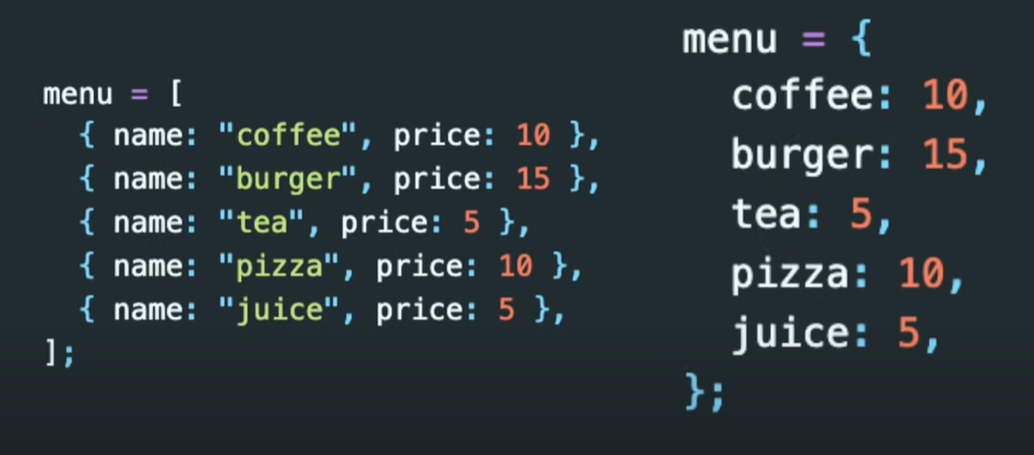 menu = [
{ name: "coffee", price: 10 },
{ name: "burger", price: 15 },
{ name: "tea", price: 5 },
{ name: "pizza", price: 10 },
{ name: "juice", price: 5 },
];
menu = {
coffee: 10,
burger: 15,
tea: 5,
pizza: 10,
juice: 5,
};